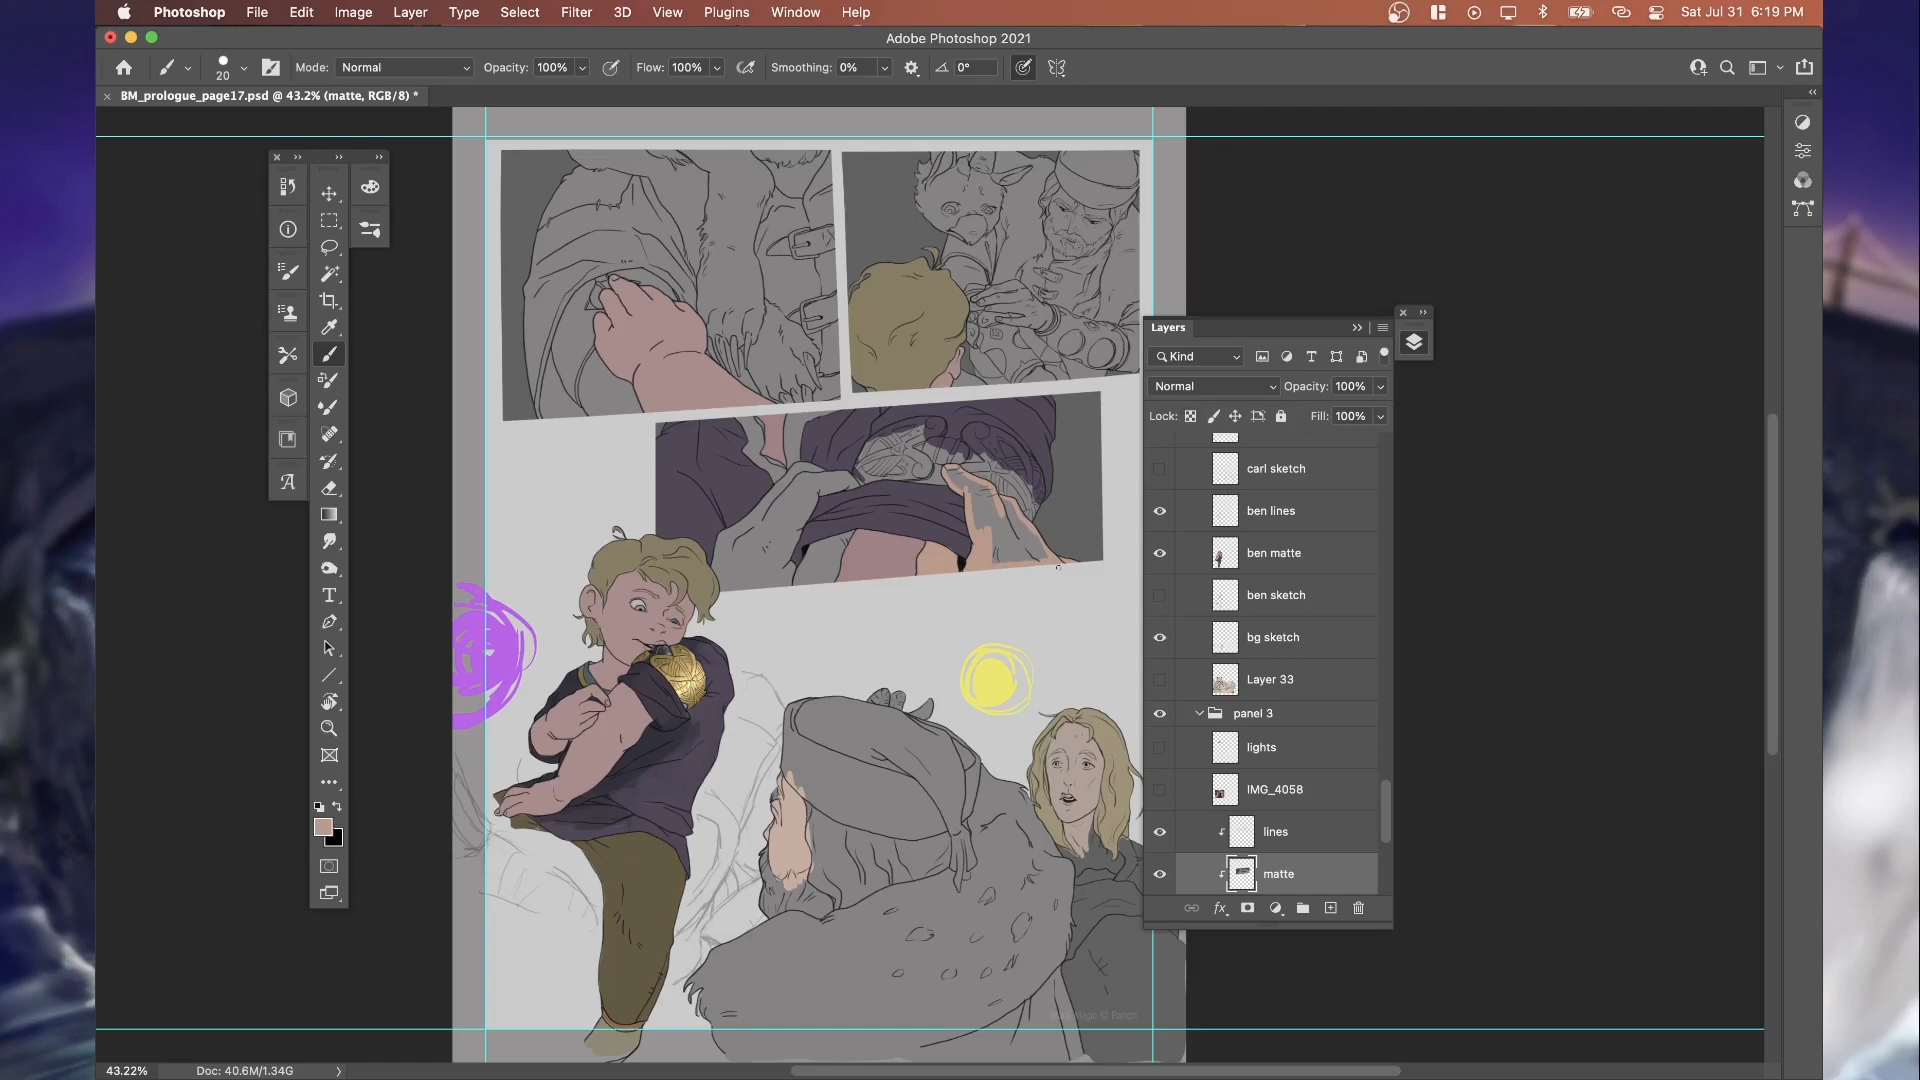 Photoshop File Edit Image Layer Type Select Filter 3D View Plugins Window Help Sat Jul 31 6:19 PM
Adobe Photoshop 2021
20 Mode: Normal Opacity: 100% Flow: 100% Smoothing: 0% 0°
BM_prologue_page17.psd @ 43.2% (matte, RGB/8) *
Layers
Kind
Normal Opacity: 100%
Lock: Fill: 100%
carl sketch
ben lines
ben matte
ben sketch
bg sketch
Layer 33
panel 3
lights
IMG_4058
lines
matte
fx
43.22% Doc: 40.6M/1.34G